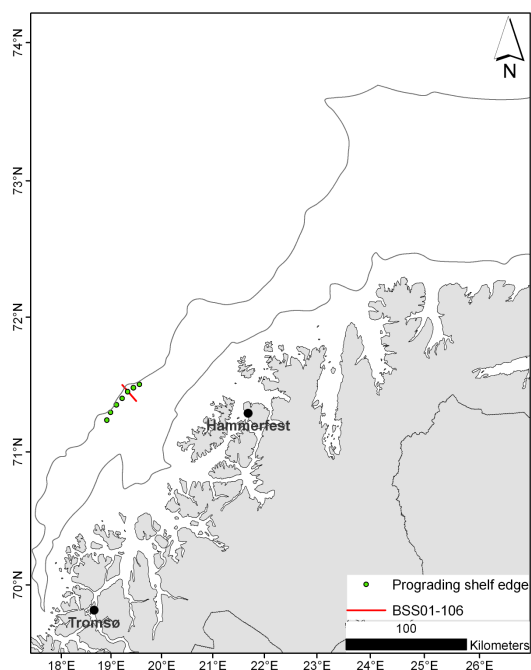 74°N
N
73°N
72°N
Hammerfest
71°N
70°N
Prograding shelf edge
BSS01-106
Tromsø
100
Kilometers
18°E 19°E 20°E 21°E 22°E 23°E 24°E 25°E 26°E